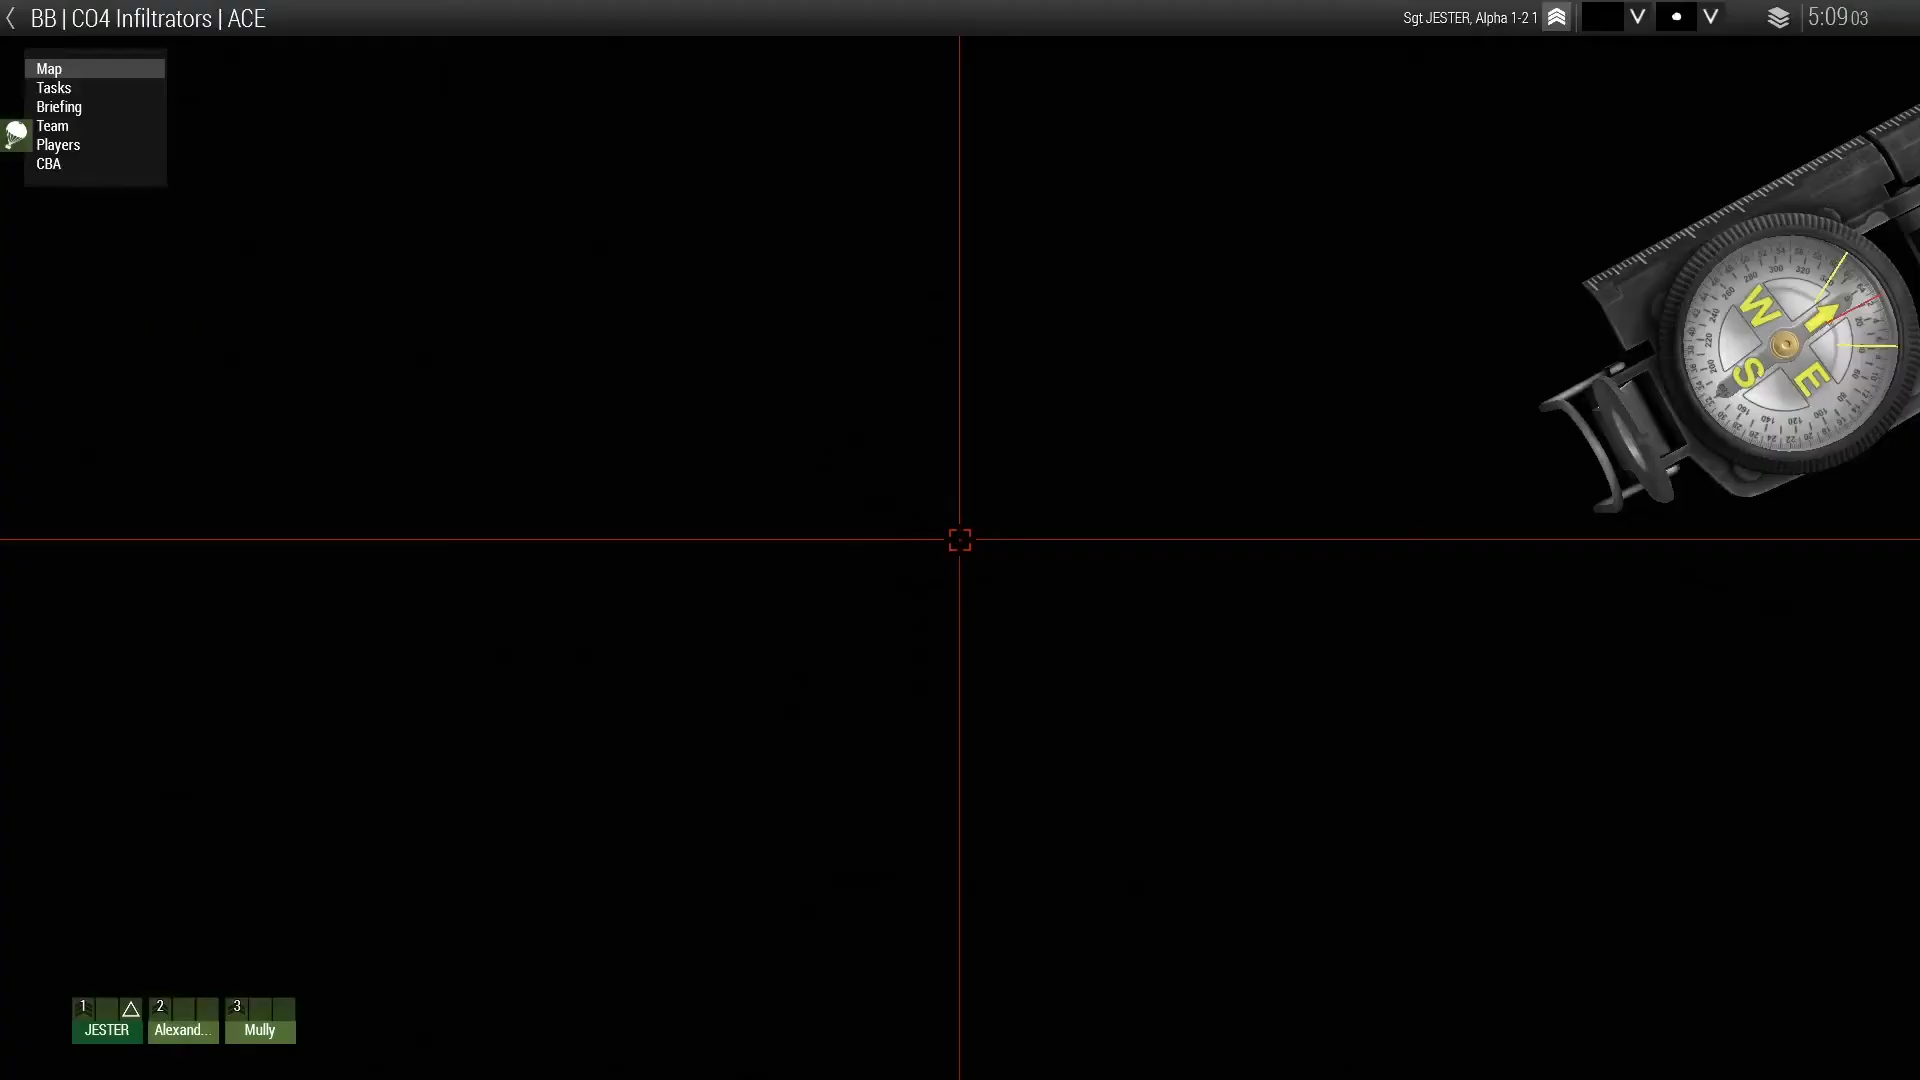 BB | CO4 Infiltrators | ACE
Sgt JESTER, Alpha 1-2 1
V
V
5:09 03
Map
Tasks
Briefing
Team
Players
CBA
W
E
S
1
2
3
JESTER
Alexand...
Mully